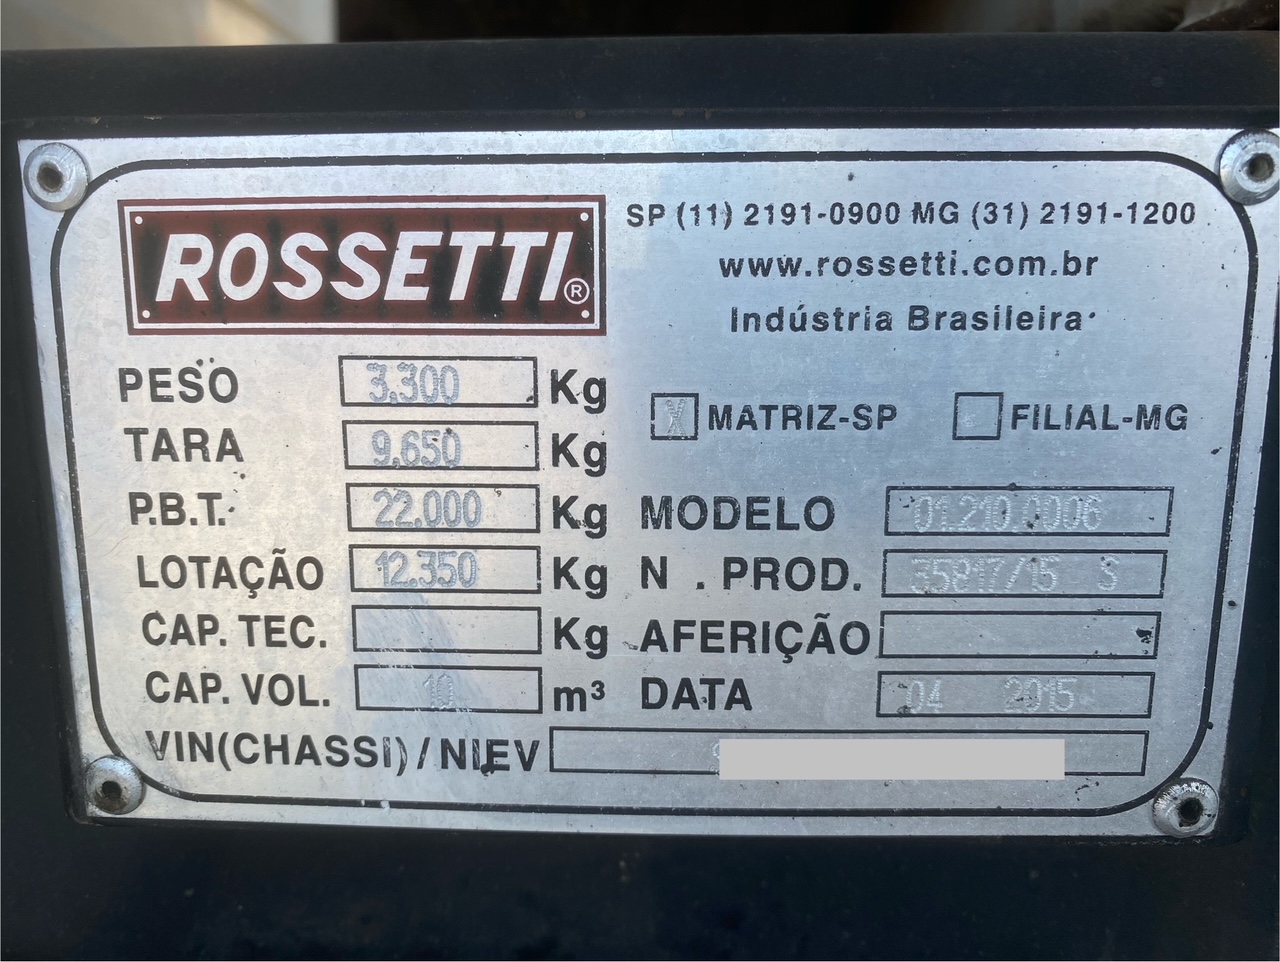 ROSSETTI®
SP (11) 2191-0900 MG (31) 2191-1200
www.rossetti.com.br
Indústria Brasileira
PESO 3.300 Kg
TARA 9.650 Kg
P.B.T. 22.000 Kg
LOTAÇÃO 12.350 Kg
CAP. TEC. Kg
CAP. VOL. 10 m³
X MATRIZ-SP FILIAL-MG
MODELO 01.210.0006
N . PROD. 35817/15 S
AFERIÇÃO
DATA 04 2015
VIN(CHASSI)/NIEV